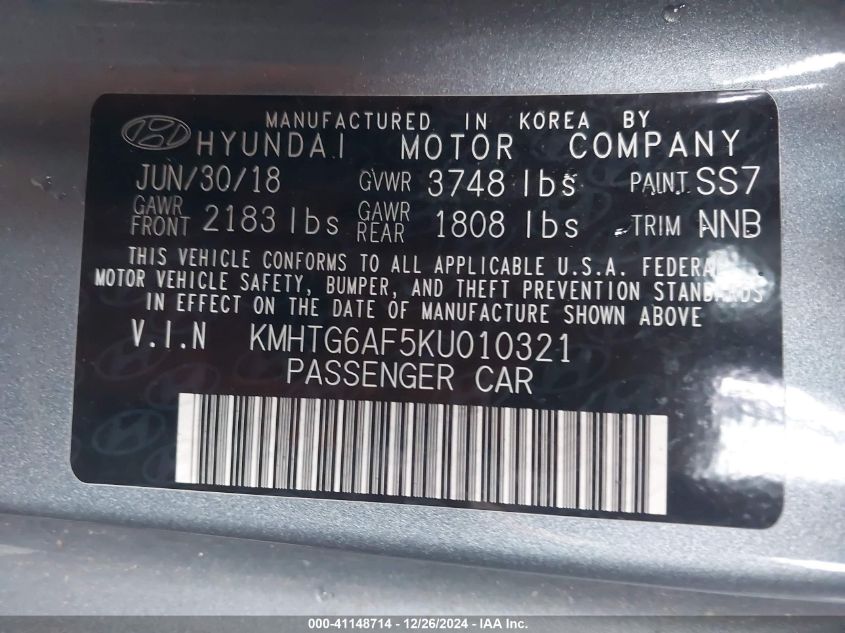 MANUFACTURED IN KOREA BY
HYUNDAI MOTOR COMPANY
JUN/30/18 GVWR 3748 lbs PAINT SS7
GAWR FRONT 2183 lbs GAWR REAR 1808 lbs TRIM NNB
THIS VEHICLE CONFORMS TO ALL APPLICABLE U.S.A. FEDERAL
MOTOR VEHICLE SAFETY, BUMPER, AND THEFT PREVENTION STANDARDS
IN EFFECT ON THE DATE OF MANUFACTURE SHOWN ABOVE.
V.I.N KMHTG6AF5KU010321
PASSENGER CAR
000-41148714 - 12/26/2024 - IAA Inc.